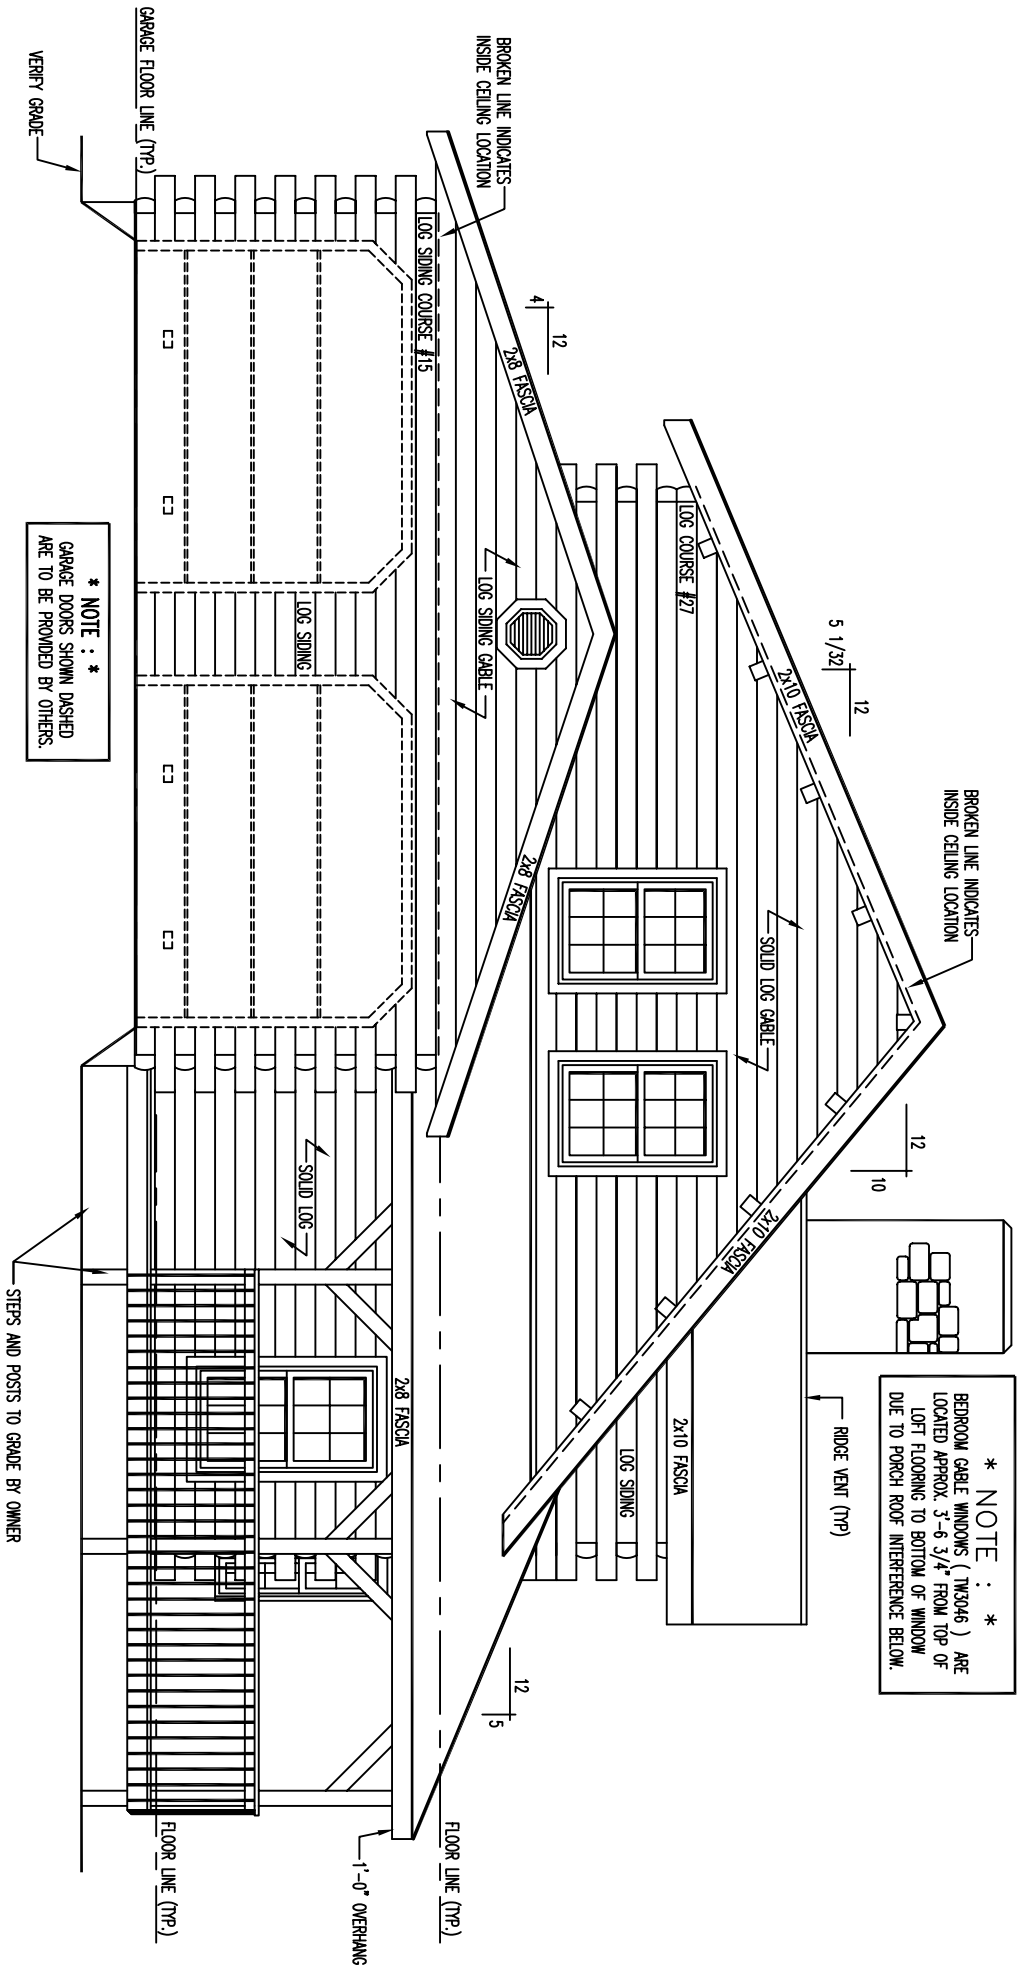 BROKEN LINE INDICATES
INSIDE CEILING LOCATION
* NOTE : *
BEDROOM GABLE WINDOWS ( TW3046 ) ARE
LOCATED APPROX. 3'-6 3/4" FROM TOP OF
LOFT FLOORING TO BOTTOM OF WINDOW
DUE TO PORCH ROOF INTERFERENCE BELOW.
12
10
12
5 1/32
2x10 FASCIA
2x10 FASCIA
RIDGE VENT (TYP)
SOLID LOG GABLE
LOG COURSE #27
2x10 FASCIA
LOG SIDING
12
4
BROKEN LINE INDICATES
INSIDE CEILING LOCATION
2x8 FASCIA
2x8 FASCIA
LOG SIDING GABLE
12
5
LOG SIDING COURSE #15
FLOOR LINE (TYP.)
2x8 FASCIA
1'-0" OVERHANG
LOG SIDING
SOLID LOG
GARAGE FLOOR LINE (TYP.)
FLOOR LINE (TYP.)
VERIFY GRADE
* NOTE : *
GARAGE DOORS SHOWN DASHED
ARE TO BE PROVIDED BY OTHERS.
STEPS AND POSTS TO GRADE BY OWNER